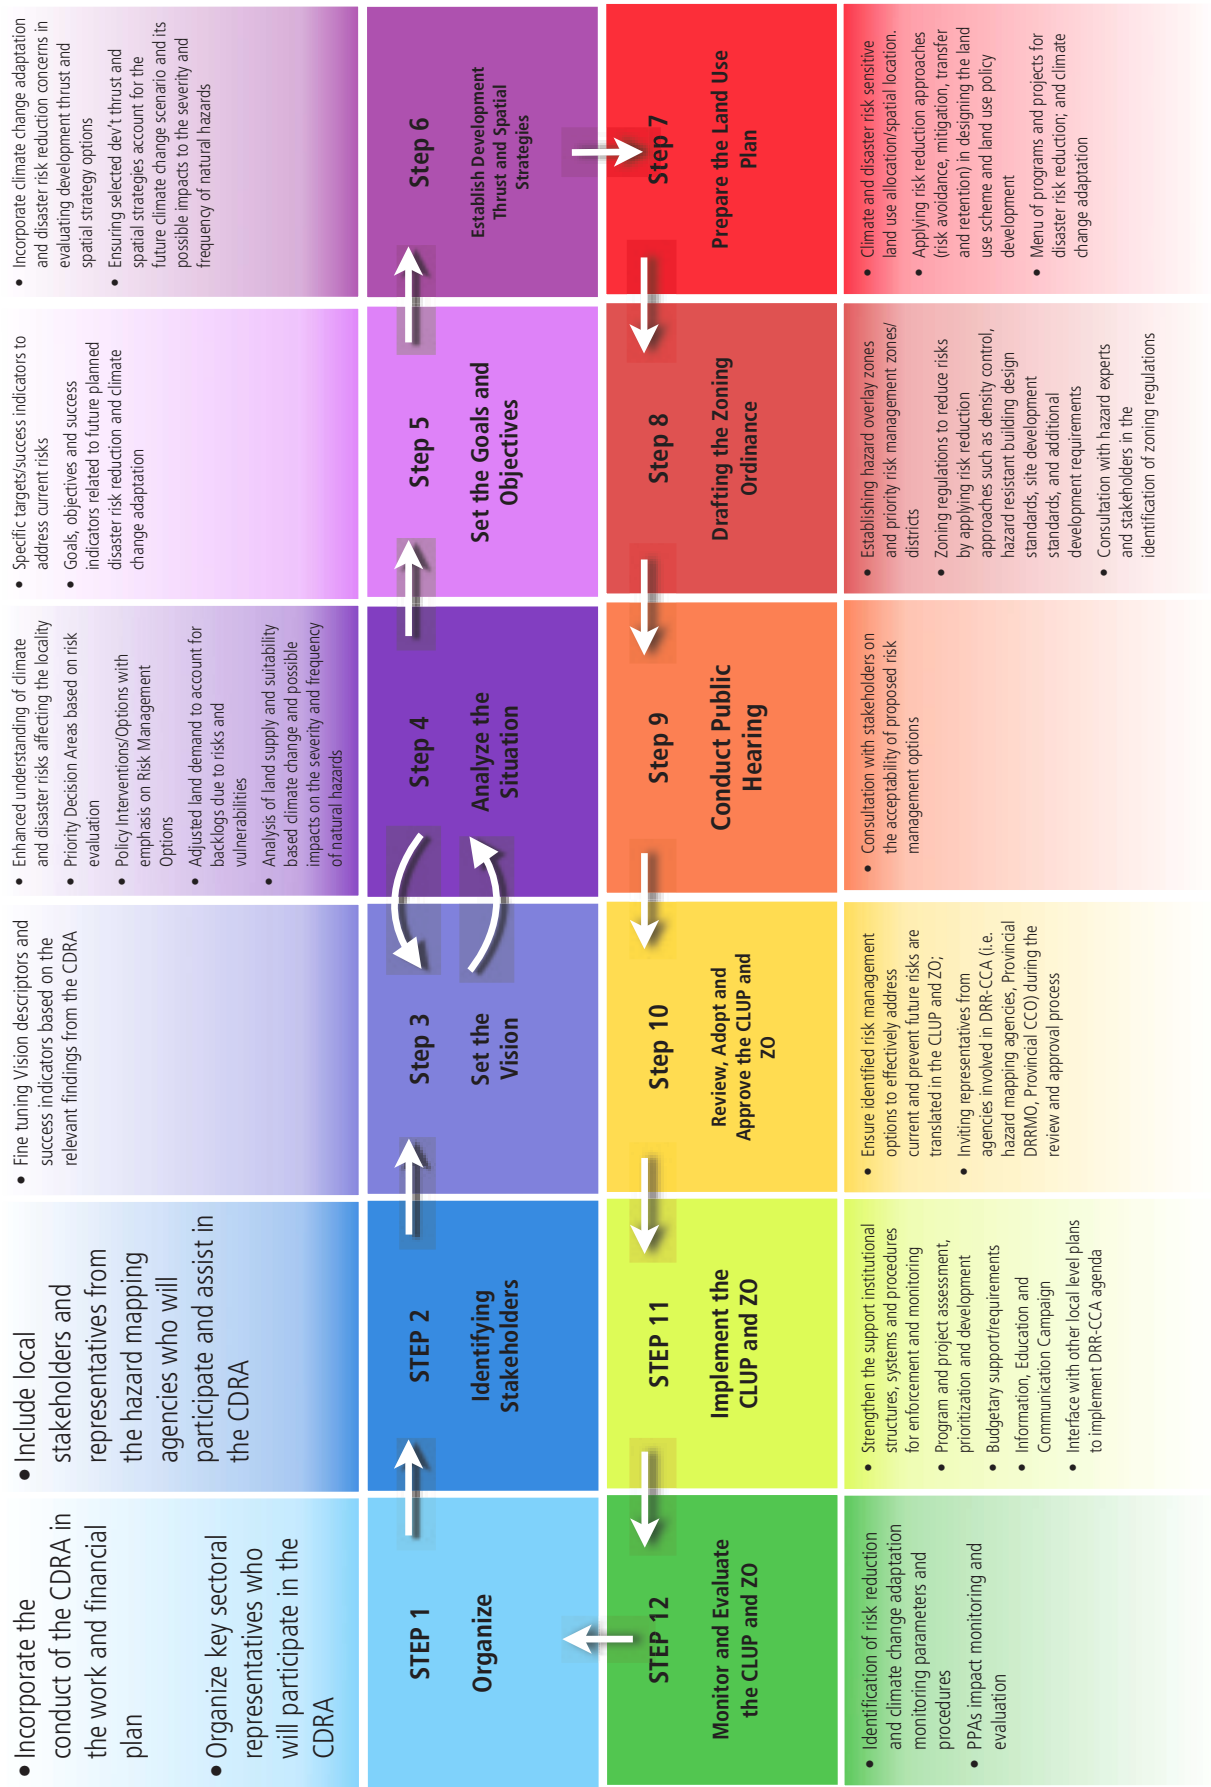 • Incorporate the
conduct of the CDRA in
the work and financial
plan
• Organize key sectoral
representatives who
will participate in the
CDRA
• Include local
stakeholders and
representatives from
the hazard mapping
agencies who will
participate and assist in
the CDRA
• Fine tuning Vision descriptors and
success indicators based on the
relevant findings from the CDRA
• Enhanced understanding of climate
and disaster risks affecting the locality
• Priority Decision Areas based on risk
evaluation
• Policy Interventions/Options with
emphasis on Risk Management
Options
• Adjusted land demand to account for
backlogs due to risks and
vulnerabilities
• Analysis of land supply and suitability
based climate change and possible
impacts on the severity and frequency
of natural hazards
• Specific targets/success indicators to
address current risks
• Goals, objectives and success
indicators related to future planned
disaster risk reduction and climate
change adaptation
• Incorporate climate change adaptation
and disaster risk reduction concerns in
evaluating development thrust and
spatial strategy options
• Ensuring selected dev't thrust and
spatial strategies account for the
future climate change scenario and its
possible impacts to the severity and
frequency of natural hazards
STEP 1
Organize
STEP 2
Identifying
Stakeholders
Step 3
Set the
Vision
Step 4
Analyze the
Situation
Step 5
Set the Goals and
Objectives
Step 6
Establish Development
Thrust and Spatial
Strategies
STEP 12
Monitor and Evaluate
the CLUP and ZO
STEP 11
Implement the
CLUP and ZO
Step 10
Review, Adopt and
Approve the CLUP and
ZO
Step 9
Conduct Public
Hearing
Step 8
Drafting the Zoning
Ordinance
Step 7
Prepare the Land Use
Plan
• Identification of risk reduction
and climate change adaptation
monitoring parameters and
procedures
• PPAs impact monitoring and
evaluation
• Strengthen the support institutional
structures, systems and procedures
for enforcement and monitoring
• Program and project assessment,
prioritization and development
• Budgetary support/requirements
• Information, Education and
Communication Campaign
• Interface with other local level plans
to implement DRR-CCA agenda
• Ensure identified risk management
options to effectively address
current and prevent future risks are
translated in the CLUP and ZO;
• Inviting representatives from
agencies involved in DRR-CCA (i.e.
hazard mapping agencies, Provincial
DRRMO, Provincial CCO) during the
review and approval process
• Consultation with stakeholders on
the acceptability of proposed risk
management options
• Establishing hazard overlay zones
and priority risk management zones/
districts
• Zoning regulations to reduce risks
by applying risk reduction
approaches such as density control,
hazard resistant building design
standards, site development
standards, and additional
development requirements
• Consultation with hazard experts
and stakeholders in the
identification of zoning regulations
• Climate and disaster risk sensitive
land use allocation/spatial location.
• Applying risk reduction approaches
(risk avoidance, mitigation, transfer
and retention) in designing the land
use scheme and land use policy
development
• Menu of programs and projects for
disaster risk reduction; and climate
change adaptation